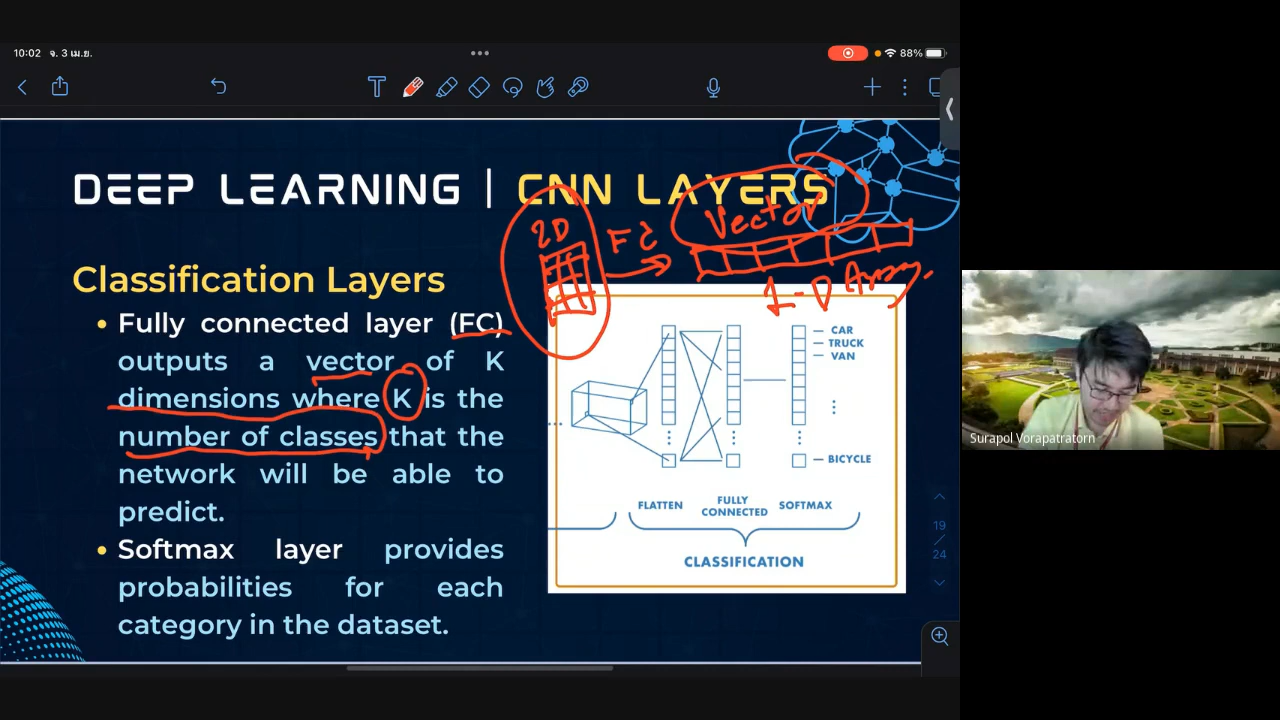 10:02 จ. 3 เม.ย.
88%
DEEP LEARNING | CNN LAYERS
2D
FC
Vector
1-D Array.
Classification Layers
• Fully connected layer (FC)
outputs a vector of K
dimensions where K is the
number of classes that the
network will be able to
predict.
• Softmax layer provides
probabilities for each
category in the dataset.
CAR
TRUCK
VAN
BICYCLE
FLATTEN
FULLY
CONNECTED
SOFTMAX
CLASSIFICATION
19
/
24
Surapol Vorapatratorn